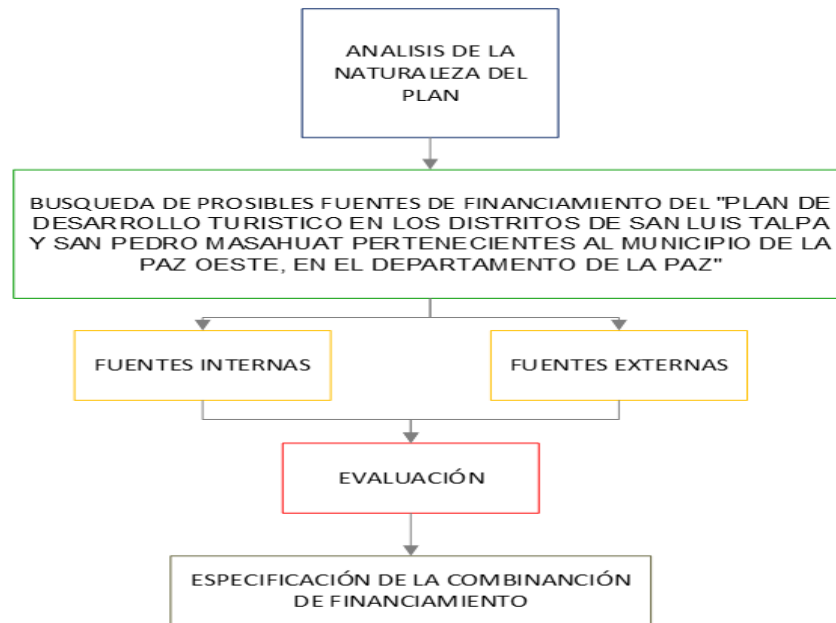 ANALISIS DE LA
NATURALEZA DEL
PLAN
BUSQUEDA DE PROSIBLES FUENTES DE FINANCIAMIENTO DEL "PLAN DE
DESARROLLO TURISTICO EN LOS DISTRITOS DE SAN LUIS TALPA
Y SAN PEDRO MASAHUAT PERTENECIENTES AL MUNICIPIO DE LA
PAZ OESTE, EN EL DEPARTAMENTO DE LA PAZ"
FUENTES INTERNAS
FUENTES EXTERNAS
EVALUACIÓN
ESPECIFICACIÓN DE LA COMBINANCIÓN
DE FINANCIAMIENTO